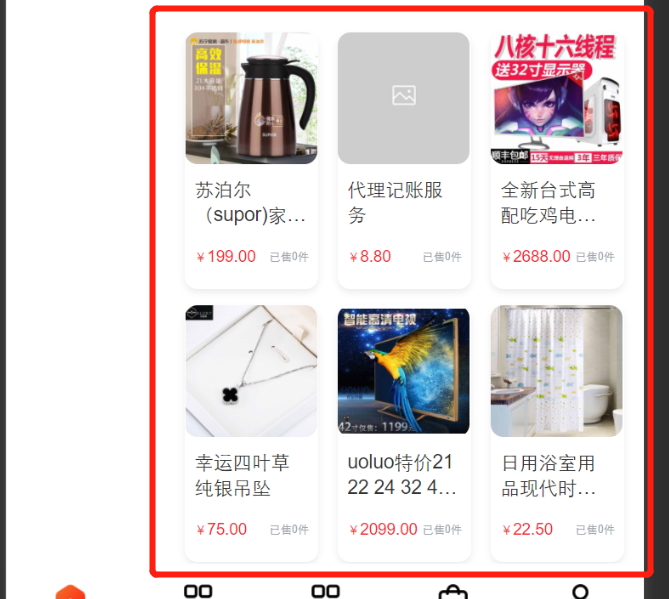 高效
保温
SUPOR
八核十六线程
送32寸显示器
顺丰包邮
15天
3年
三年质保
苏泊尔
（supor)家…
¥199.00
已售0件
代理记账服
务
¥8.80
已售0件
全新台式高
配吃鸡电…
¥2688.00
已售0件
智能高清电视
42寸仅售：1199
幸运四叶草
纯银吊坠
¥75.00
已售0件
uoluo特价21
22 24 32 4…
¥2099.00
已售0件
日用浴室用
品现代时…
¥22.50
已售0件